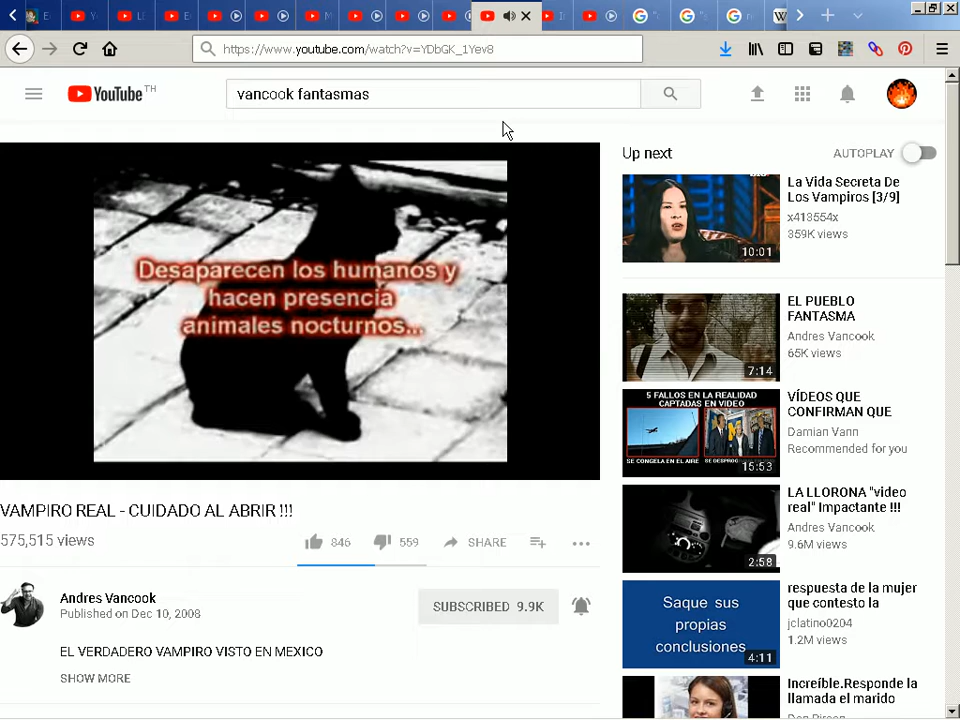 https://www.youtube.com/watch?v=YDbGK_1Yev8
YouTube TH
vancook fantasmas
Desaparecen los humanos y
hacen presencia
animales nocturnos...
VAMPIRO REAL - CUIDADO AL ABRIR !!!
575,515 views
846
559
SHARE
Andres Vancook
Published on Dec 10, 2008
SUBSCRIBED 9.9K
EL VERDADERO VAMPIRO VISTO EN MEXICO
SHOW MORE
Up next
AUTOPLAY
La Vida Secreta De
Los Vampiros [3/9]
x413554x
359K views
10:01
EL PUEBLO
FANTASMA
Andres Vancook
65K views
7:14
VÍDEOS QUE
CONFIRMAN QUE
Damian Vann
Recommended for you
5 FALLOS EN LA REALIDAD
CAPTADAS EN VIDEO
SE CONGELA EN EL AIRE
15:53
LA LLORONA "video
real" Impactante !!!
Andres Vancook
9.6M views
2:58
respuesta de la mujer
que contesto la
jclatino0204
1.2M views
Saque sus
propias
conclusiones
4:11
Increíble.Responde la
llamada el marido